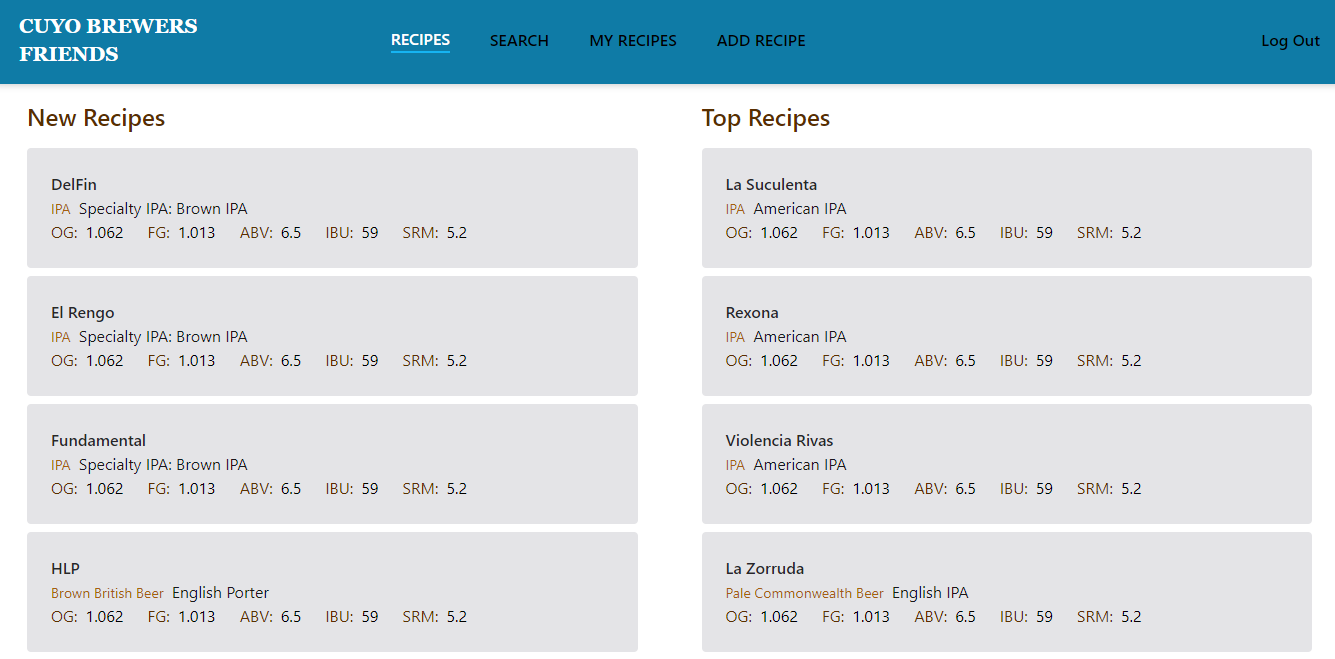 CUYO BREWERS
FRIENDS
RECIPES SEARCH MY RECIPES ADD RECIPE Log Out
New Recipes
DelFin
IPA Specialty IPA: Brown IPA
OG: 1.062 FG: 1.013 ABV: 6.5 IBU: 59 SRM: 5.2
El Rengo
IPA Specialty IPA: Brown IPA
OG: 1.062 FG: 1.013 ABV: 6.5 IBU: 59 SRM: 5.2
Fundamental
IPA Specialty IPA: Brown IPA
OG: 1.062 FG: 1.013 ABV: 6.5 IBU: 59 SRM: 5.2
HLP
Brown British Beer English Porter
OG: 1.062 FG: 1.013 ABV: 6.5 IBU: 59 SRM: 5.2
Top Recipes
La Suculenta
IPA American IPA
OG: 1.062 FG: 1.013 ABV: 6.5 IBU: 59 SRM: 5.2
Rexona
IPA American IPA
OG: 1.062 FG: 1.013 ABV: 6.5 IBU: 59 SRM: 5.2
Violencia Rivas
IPA American IPA
OG: 1.062 FG: 1.013 ABV: 6.5 IBU: 59 SRM: 5.2
La Zorruda
Pale Commonwealth Beer English IPA
OG: 1.062 FG: 1.013 ABV: 6.5 IBU: 59 SRM: 5.2